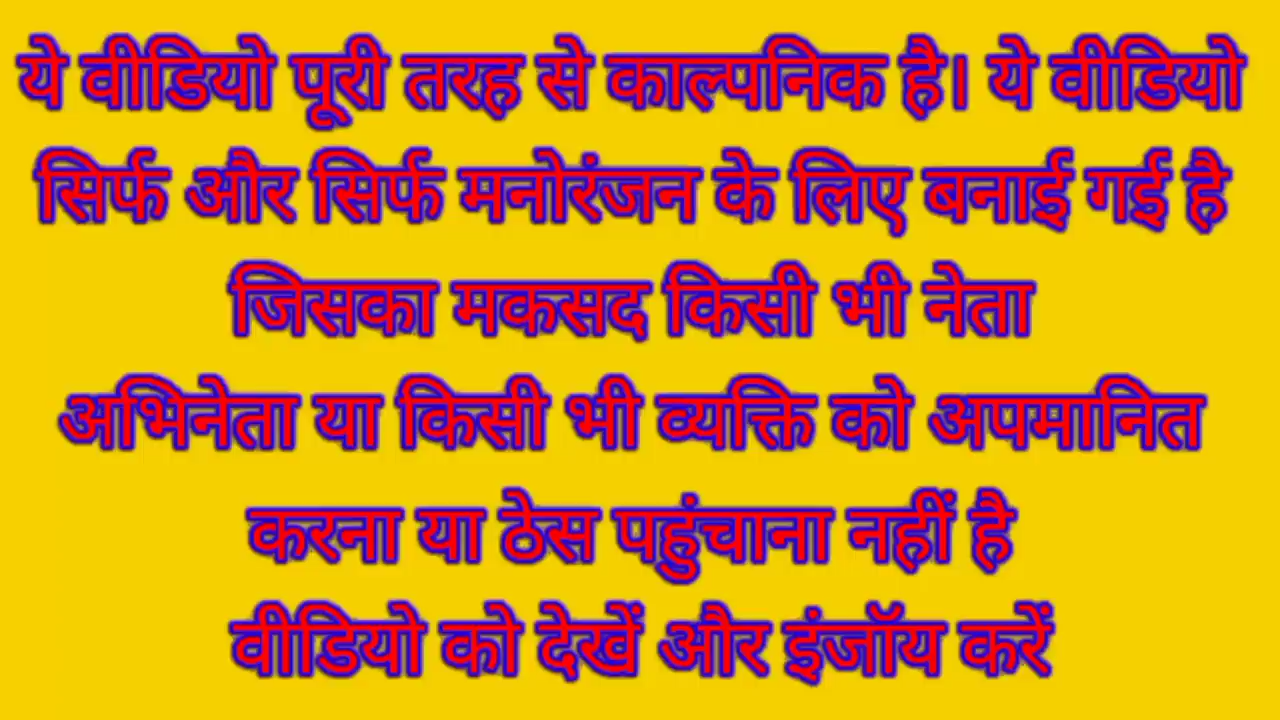 ये वीडियो पूरी तरह से काल्पनिक है। ये वीडियो
सिर्फ और सिर्फ मनोरंजन के लिए बनाई गई है
जिसका मकसद किसी भी नेता
अभिनेता या किसी भी व्यक्ति को अपमानित
करना या ठेस पहुंचाना नहीं है
वीडियो को देखें और इंजॉय करें